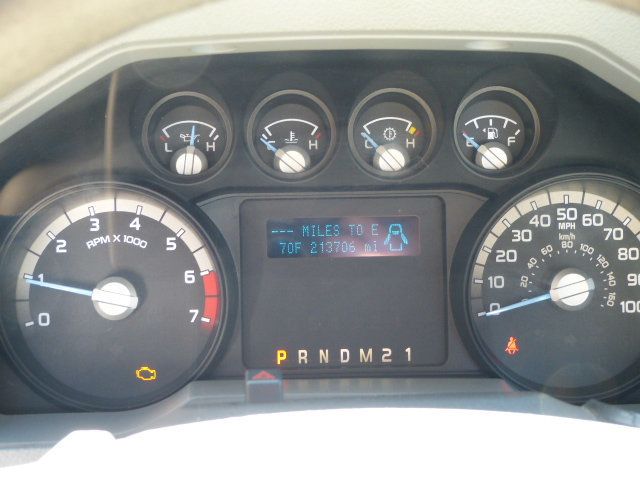 L H
C H
C H
E F
0 1 2 3 4 5 6 7
RPM X 1000
--- MILES TO E
70F 213706 mi
P R N D M 2 1
0 10 20 30 40 50 60 70 80 90 100
MPH
km/h
20 40 60 80 100 120 140 160